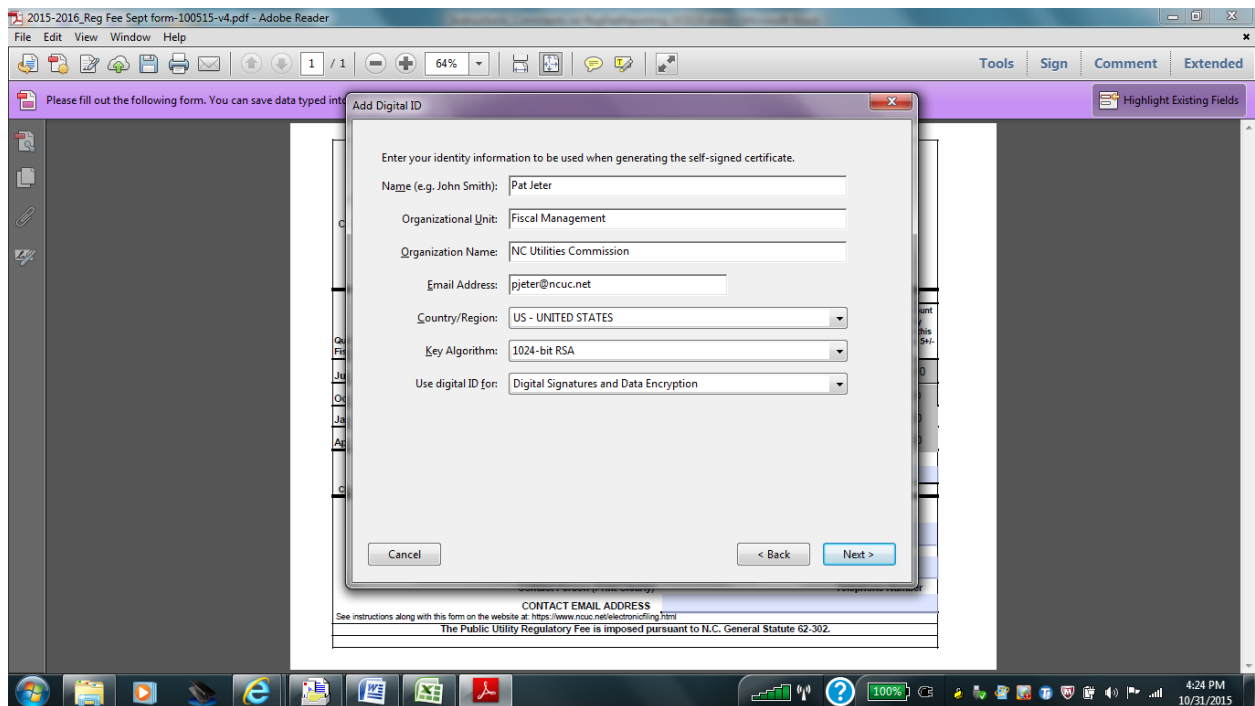 2015-2016_Reg Fee Sept form-100515-v4.pdf - Adobe Reader
File Edit View Window Help
1 / 1 64% Tools Sign Comment Extended
Please fill out the following form. You can save data typed into Highlight Existing Fields
Add Digital ID
Enter your identity information to be used when generating the self-signed certificate.
Name (e.g. John Smith): Pat Jeter
Organizational Unit: Fiscal Management
Organization Name: NC Utilities Commission
Email Address: pjeter@ncuc.net
Country/Region: US - UNITED STATES
Key Algorithm: 1024-bit RSA
Use digital ID for: Digital Signatures and Data Encryption
Cancel < Back Next >
CONTACT EMAIL ADDRESS
See instructions along with this form on the website at: https://www.ncuc.net/electronicfiling.html
The Public Utility Regulatory Fee is imposed pursuant to N.C. General Statute 62-302.
100%
4:24 PM
10/31/2015